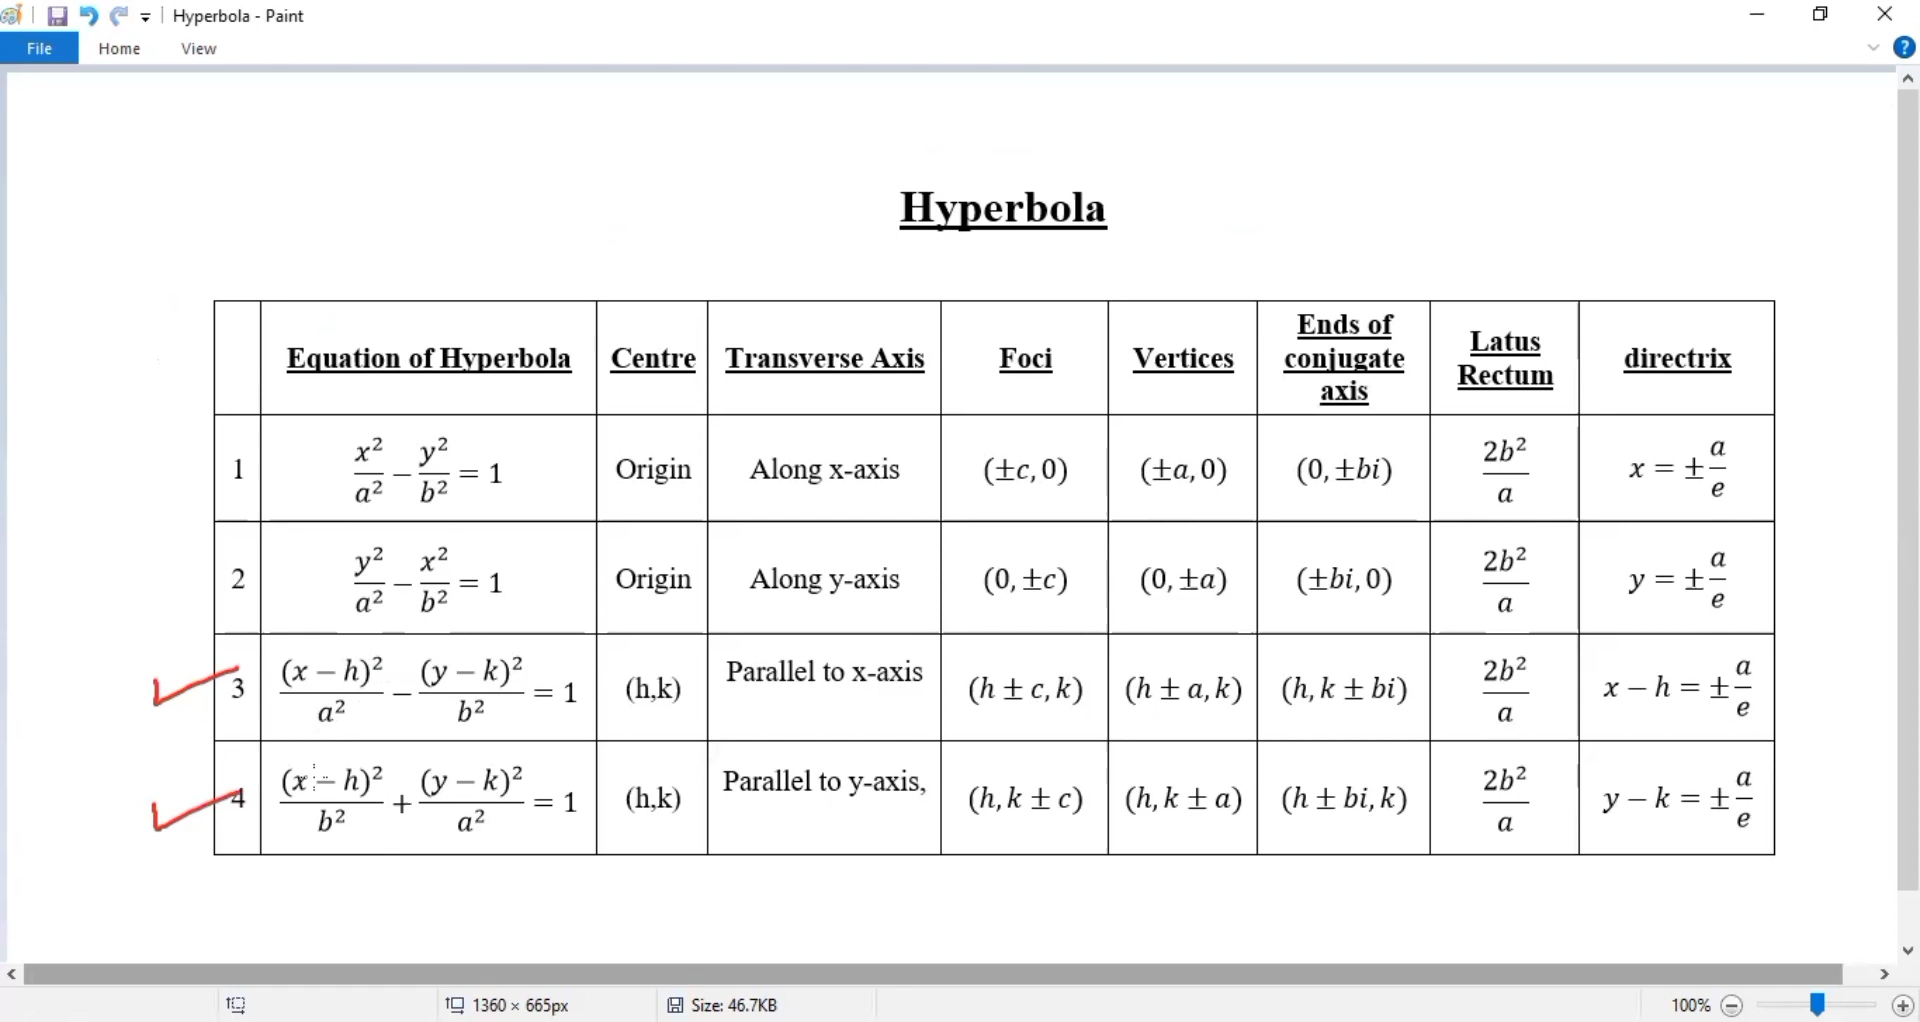 Hyperbola - Paint
File Home View
Hyperbola
Equation of Hyperbola Centre Transverse Axis Foci Vertices Ends of conjugate axis Latus Rectum directrix
1 x²/a² − y²/b² = 1 Origin Along x-axis (±c, 0) (±a, 0) (0, ±bi) 2b²/a x = ± a/e
2 y²/a² − x²/b² = 1 Origin Along y-axis (0, ±c) (0, ±a) (±bi, 0) 2b²/a y = ± a/e
3 (x − h)²/a² − (y − k)²/b² = 1 (h,k) Parallel to x-axis (h ± c, k) (h ± a, k) (h, k ± bi) 2b²/a x − h = ± a/e
4 (x − h)²/b² + (y − k)²/a² = 1 (h,k) Parallel to y-axis, (h, k ± c) (h, k ± a) (h ± bi, k) 2b²/a y − k = ± a/e
1360 × 665px Size: 46.7KB 100%